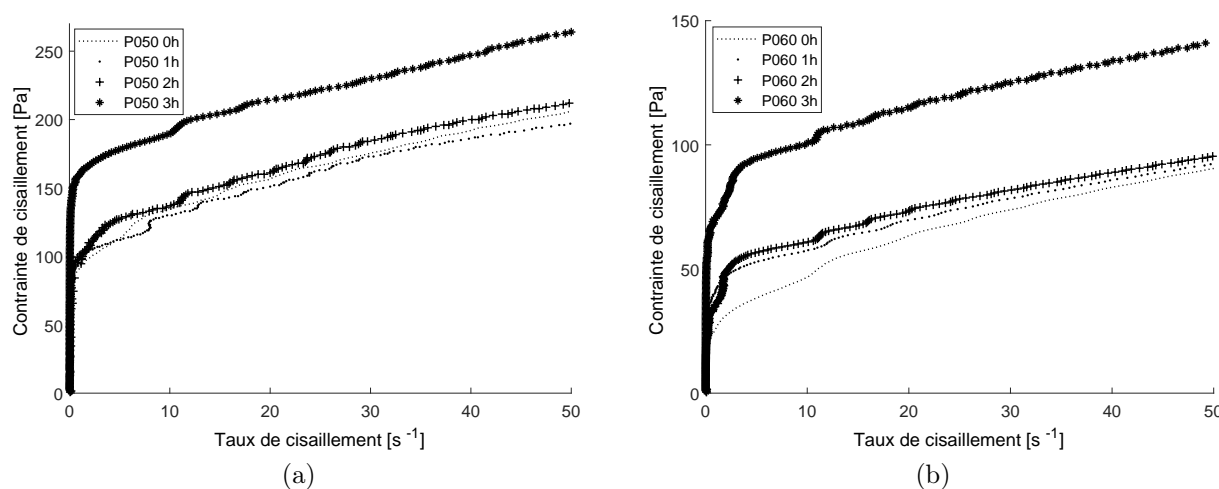 P050 0h
P050 1h
P050 2h
P050 3h
250
200
150
100
50
0
Contrainte de cisaillement [Pa]
0 10 20 30 40 50
Taux de cisaillement [s -1]
(a)
P060 0h
P060 1h
P060 2h
P060 3h
150
100
50
0
Contrainte de cisaillement [Pa]
0 10 20 30 40 50
Taux de cisaillement [s -1]
(b)